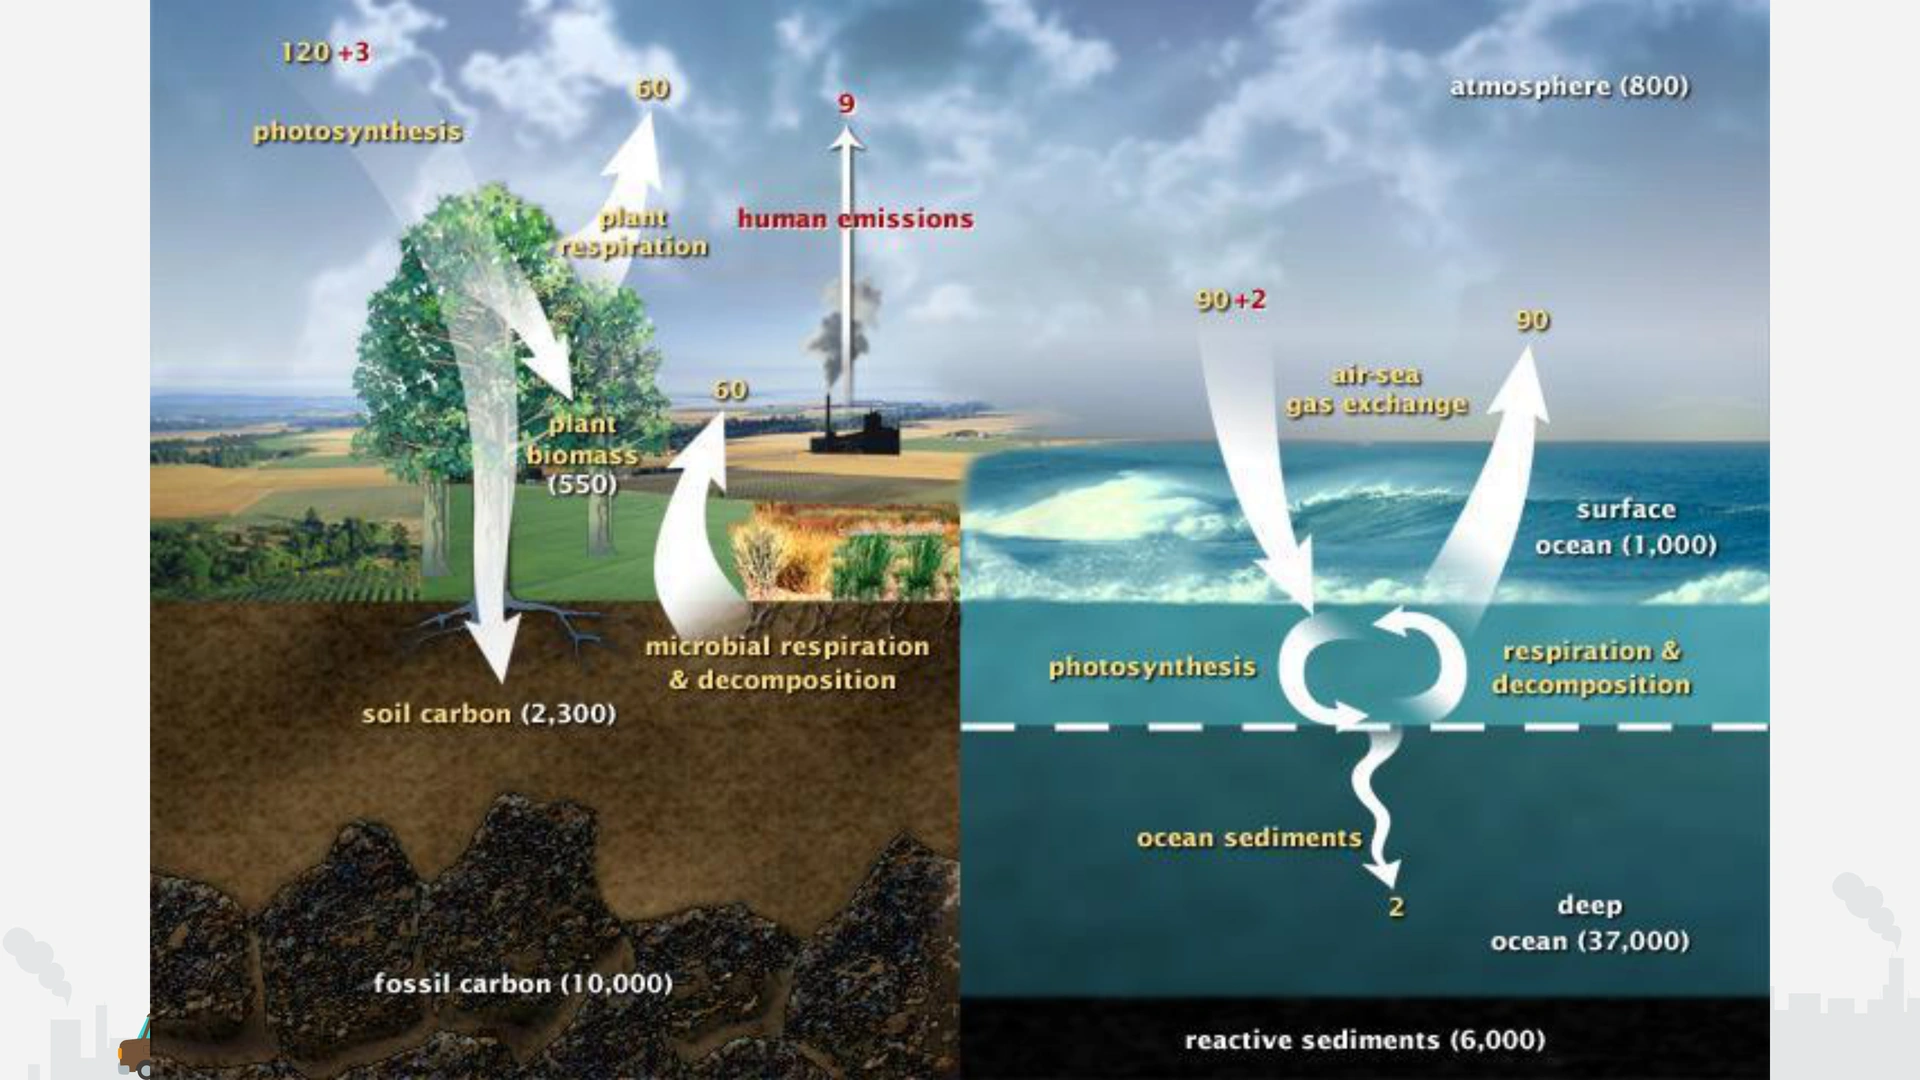 120 +3
photosynthesis
60
9
atmosphere (800)
plant
respiration
human emissions
90 +2
90
air-sea
gas exchange
60
plant
biomass
(550)
surface
ocean (1,000)
microbial respiration
& decomposition
photosynthesis
respiration &
decomposition
soil carbon (2,300)
ocean sediments
2
deep
ocean (37,000)
fossil carbon (10,000)
reactive sediments (6,000)